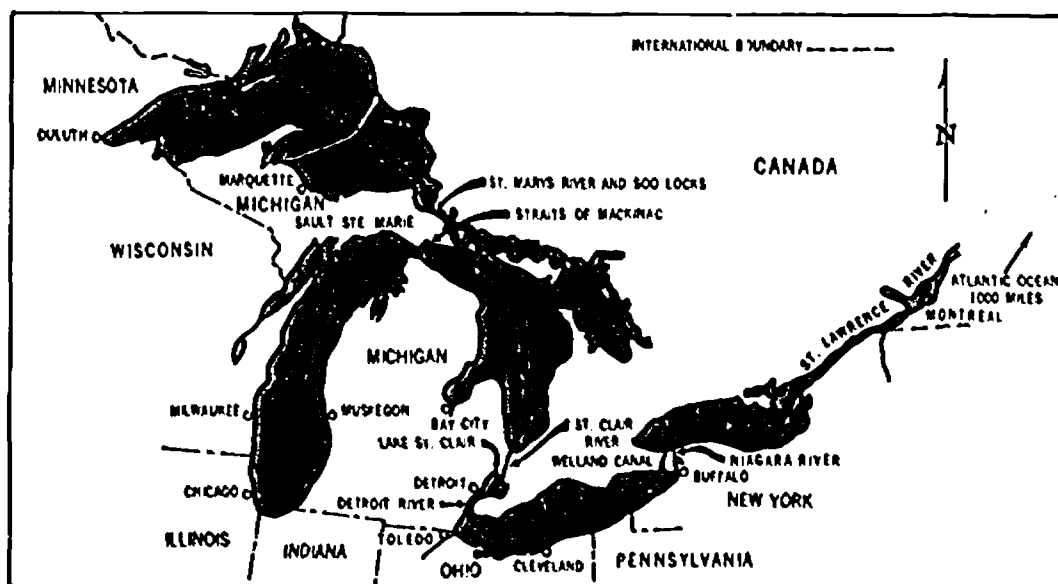 INTERNATIONAL BOUNDARY
MINNESOTA
DULUTH
N
CANADA
MARQUETTE
MICHIGAN
ST. MARYS RIVER AND SOO LOCKS
SAULT STE MARIE
STRAITS OF MACKINAC
WISCONSIN
ATLANTIC OCEAN
1000 MILES
ST. LAWRENCE RIVER
MONTREAL
MICHIGAN
MILWAUKEE
MUSKEGON
BAY CITY
LAKE ST. CLAIR
ST. CLAIR
RIVER
WELLAND CANAL
NIAGARA RIVER
BUFFALO
DETROIT
CHICAGO
DETROIT RIVER
NEW YORK
ILLINOIS
INDIANA
TOLEDO
OHIO
CLEVELAND
PENNSYLVANIA